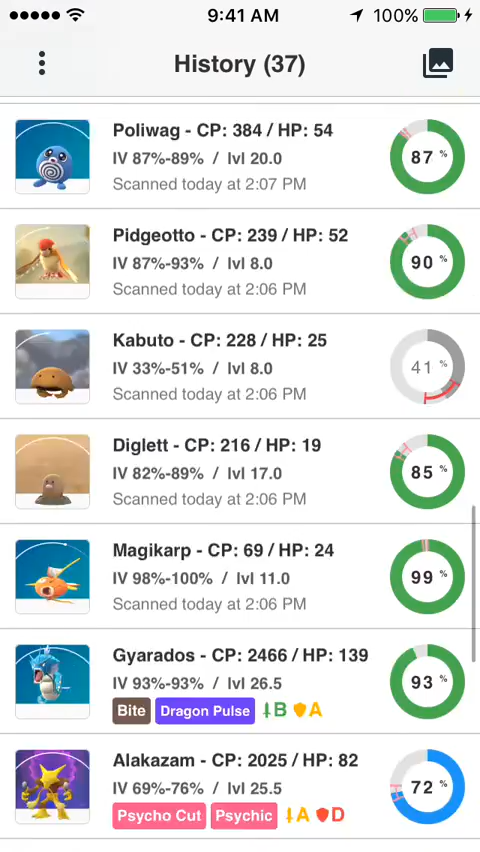 9:41 AM 100%
History (37)
Poliwag - CP: 384 / HP: 54
IV 87%-89% / lvl 20.0
Scanned today at 2:07 PM
87 %
Pidgeotto - CP: 239 / HP: 52
IV 87%-93% / lvl 8.0
Scanned today at 2:06 PM
90 %
Kabuto - CP: 228 / HP: 25
IV 33%-51% / lvl 8.0
Scanned today at 2:06 PM
41 %
Diglett - CP: 216 / HP: 19
IV 82%-89% / lvl 17.0
Scanned today at 2:06 PM
85 %
Magikarp - CP: 69 / HP: 24
IV 98%-100% / lvl 11.0
Scanned today at 2:06 PM
99 %
Gyarados - CP: 2466 / HP: 139
IV 93%-93% / lvl 26.5
Bite Dragon Pulse B A
93 %
Alakazam - CP: 2025 / HP: 82
IV 69%-76% / lvl 25.5
Psycho Cut Psychic A D
72 %